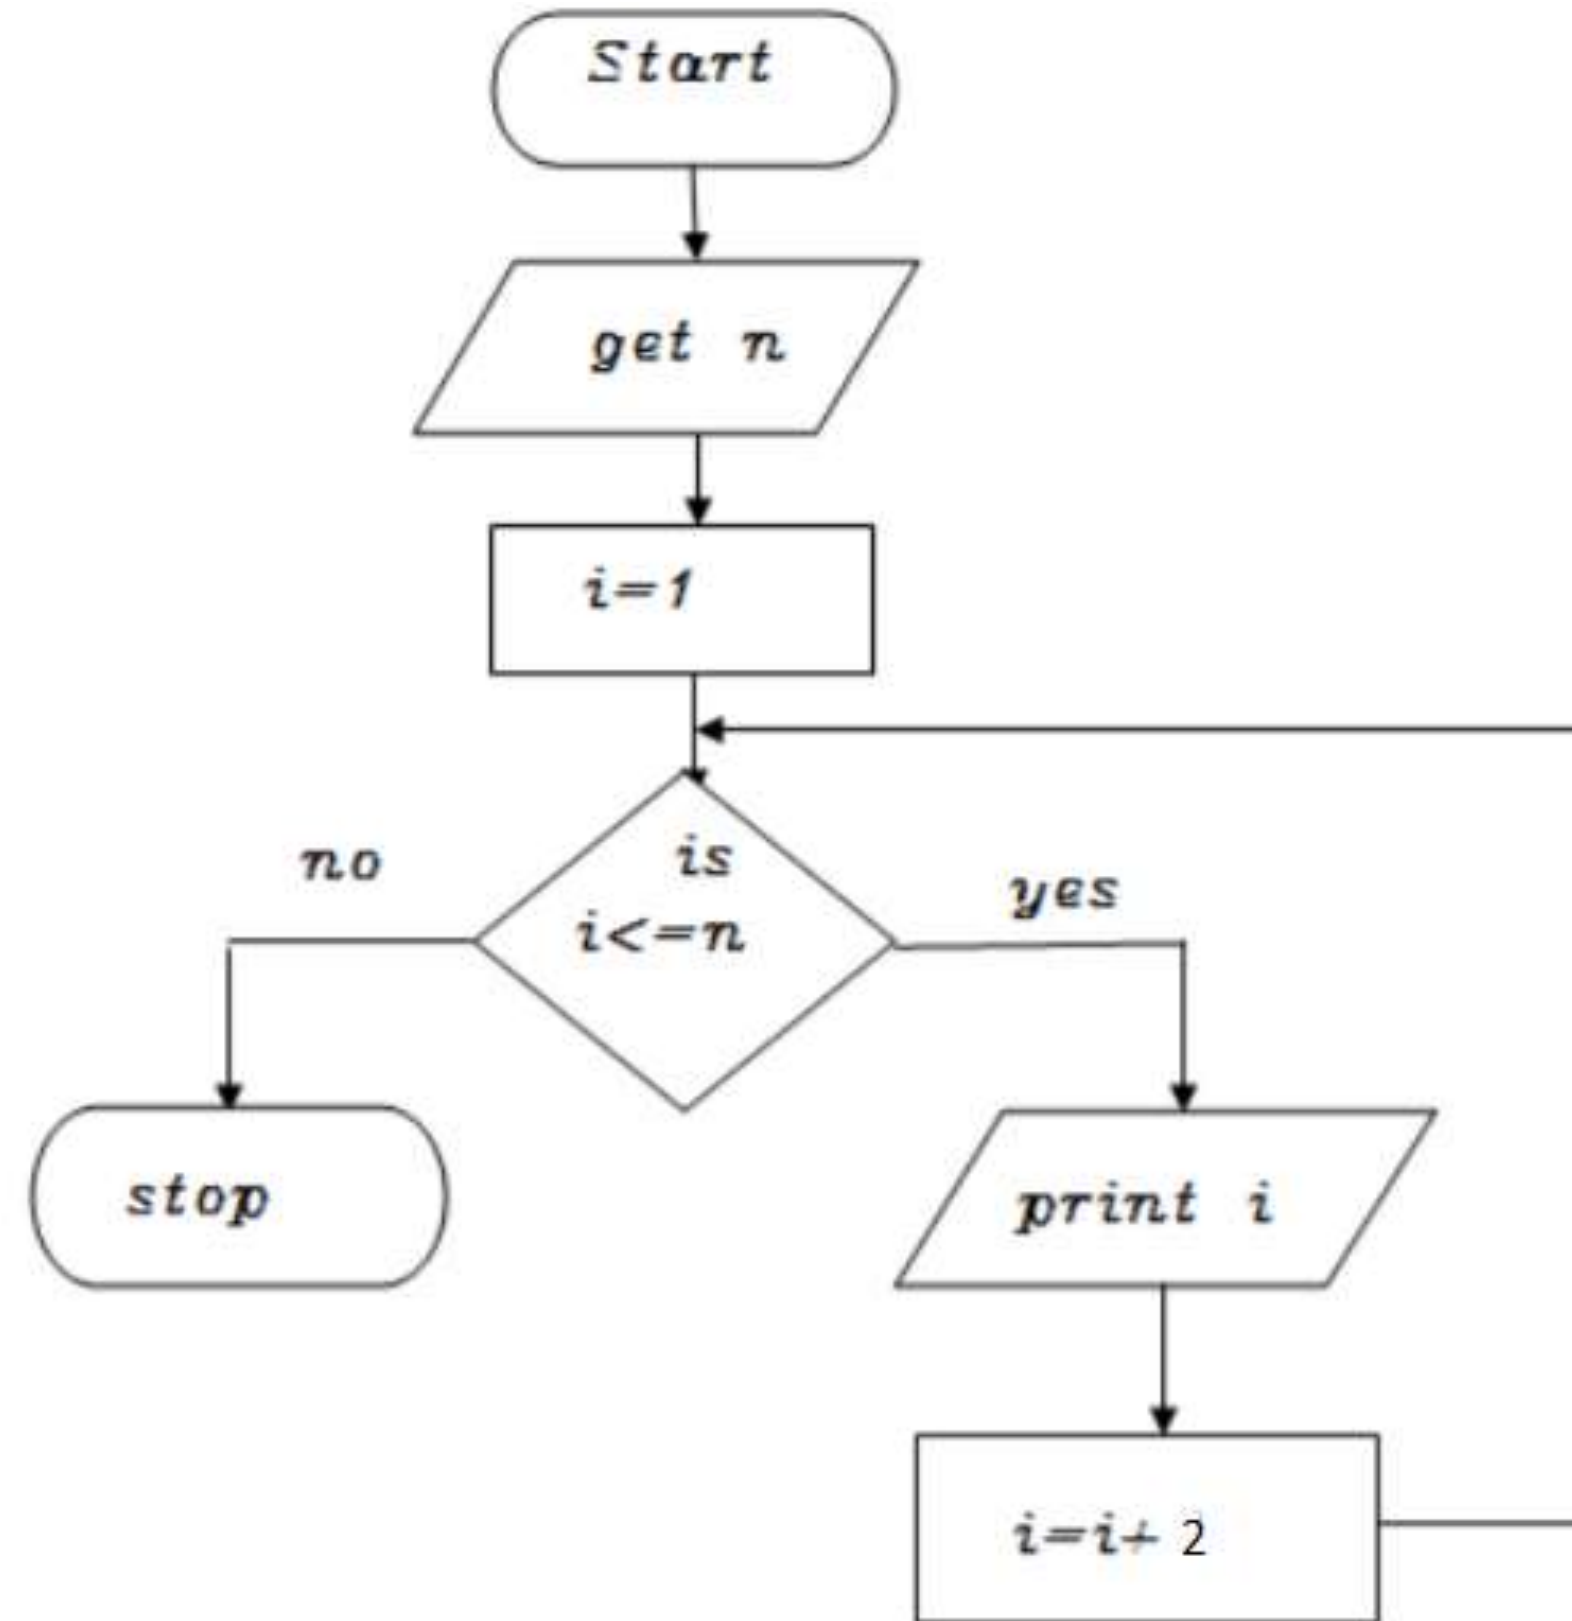 Start
get n
i=1
is
i<=n
no
yes
stop
print i
i=i+ 2